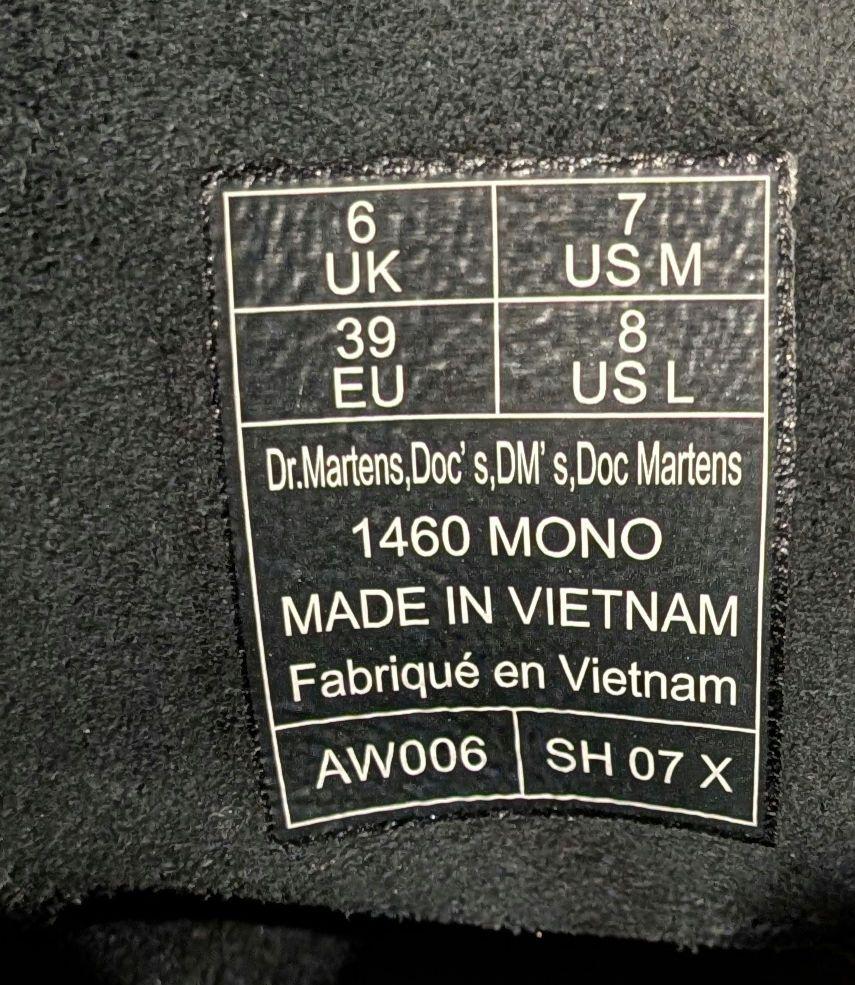 6 7
UK US M
39 8
EU US L
Dr.Martens,Doc's,DM's,Doc Martens
1460 MONO
MADE IN VIETNAM
Fabriqué en Vietnam
AW006 SH 07 X